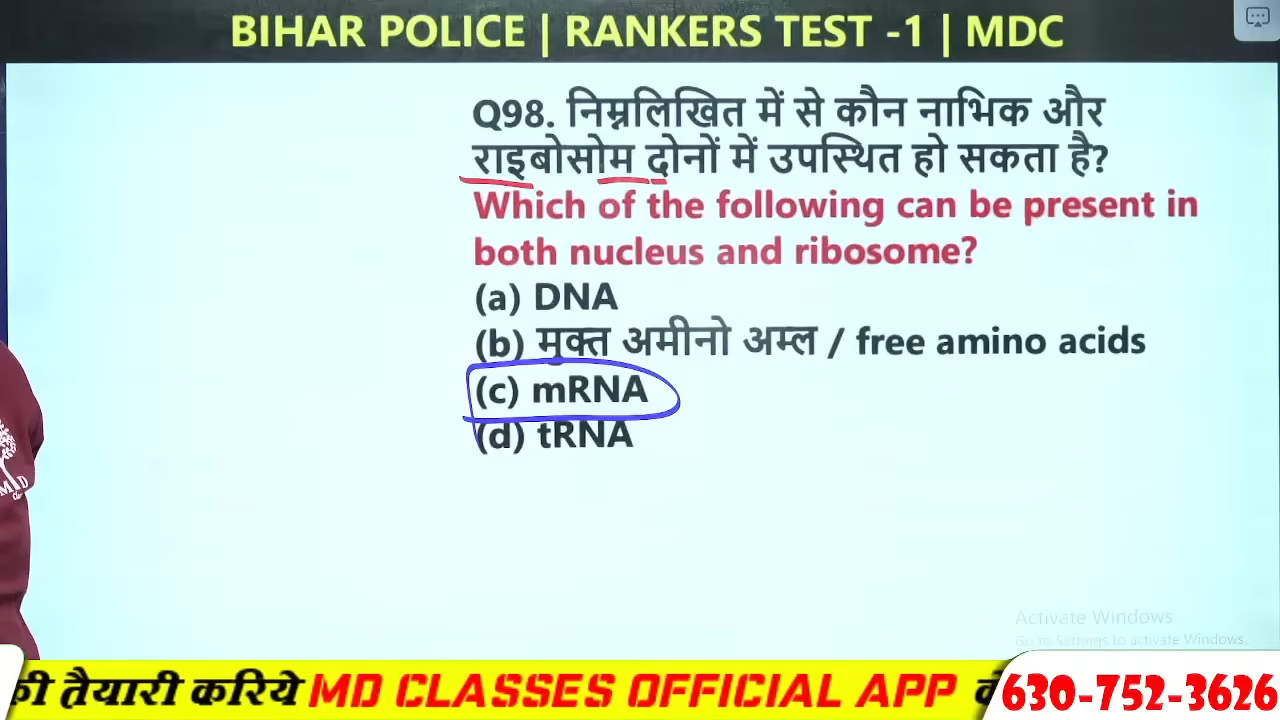 BIHAR POLICE | RANKERS TEST -1 | MDC
Q98. निम्नलिखित में से कौन नाभिक और
राइबोसोम दोनों में उपस्थित हो सकता है?
Which of the following can be present in
both nucleus and ribosome?
(a) DNA
(b) मुक्त अमीनो अम्ल / free amino acids
(c) mRNA
(d) tRNA
MD
Activate Windows
Go to Settings to activate Windows.
की तैयारी करिये MD CLASSES OFFICIAL APP
630-752-3626